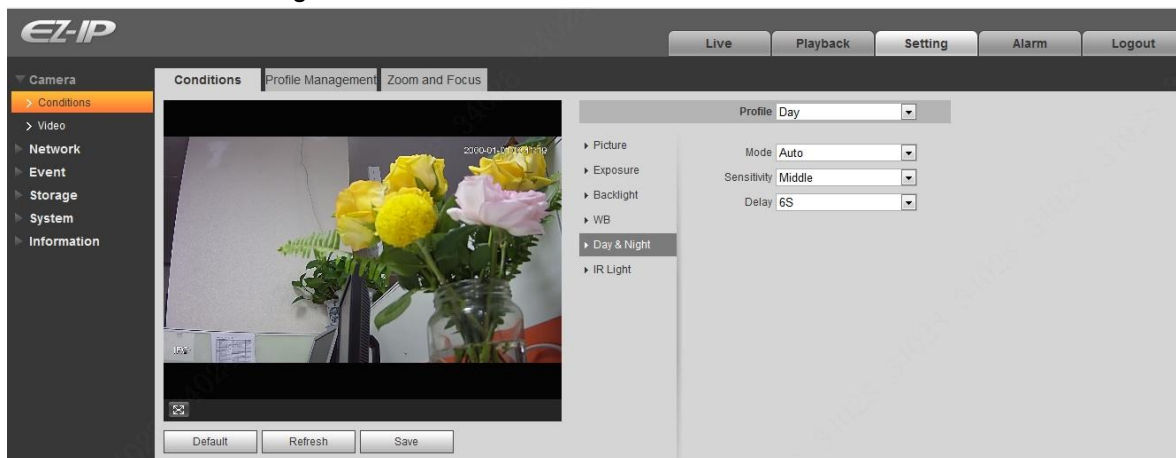 EZ-IP
Live
Playback
Setting
Alarm
Logout
Camera
Conditions
Video
Network
Event
Storage
System
Information
Conditions
Profile Management
Zoom and Focus
Default
Refresh
Save
Picture
Exposure
Backlight
WB
Day & Night
IR Light
Profile Day
Mode Auto
Sensitivity Middle
Delay 6S